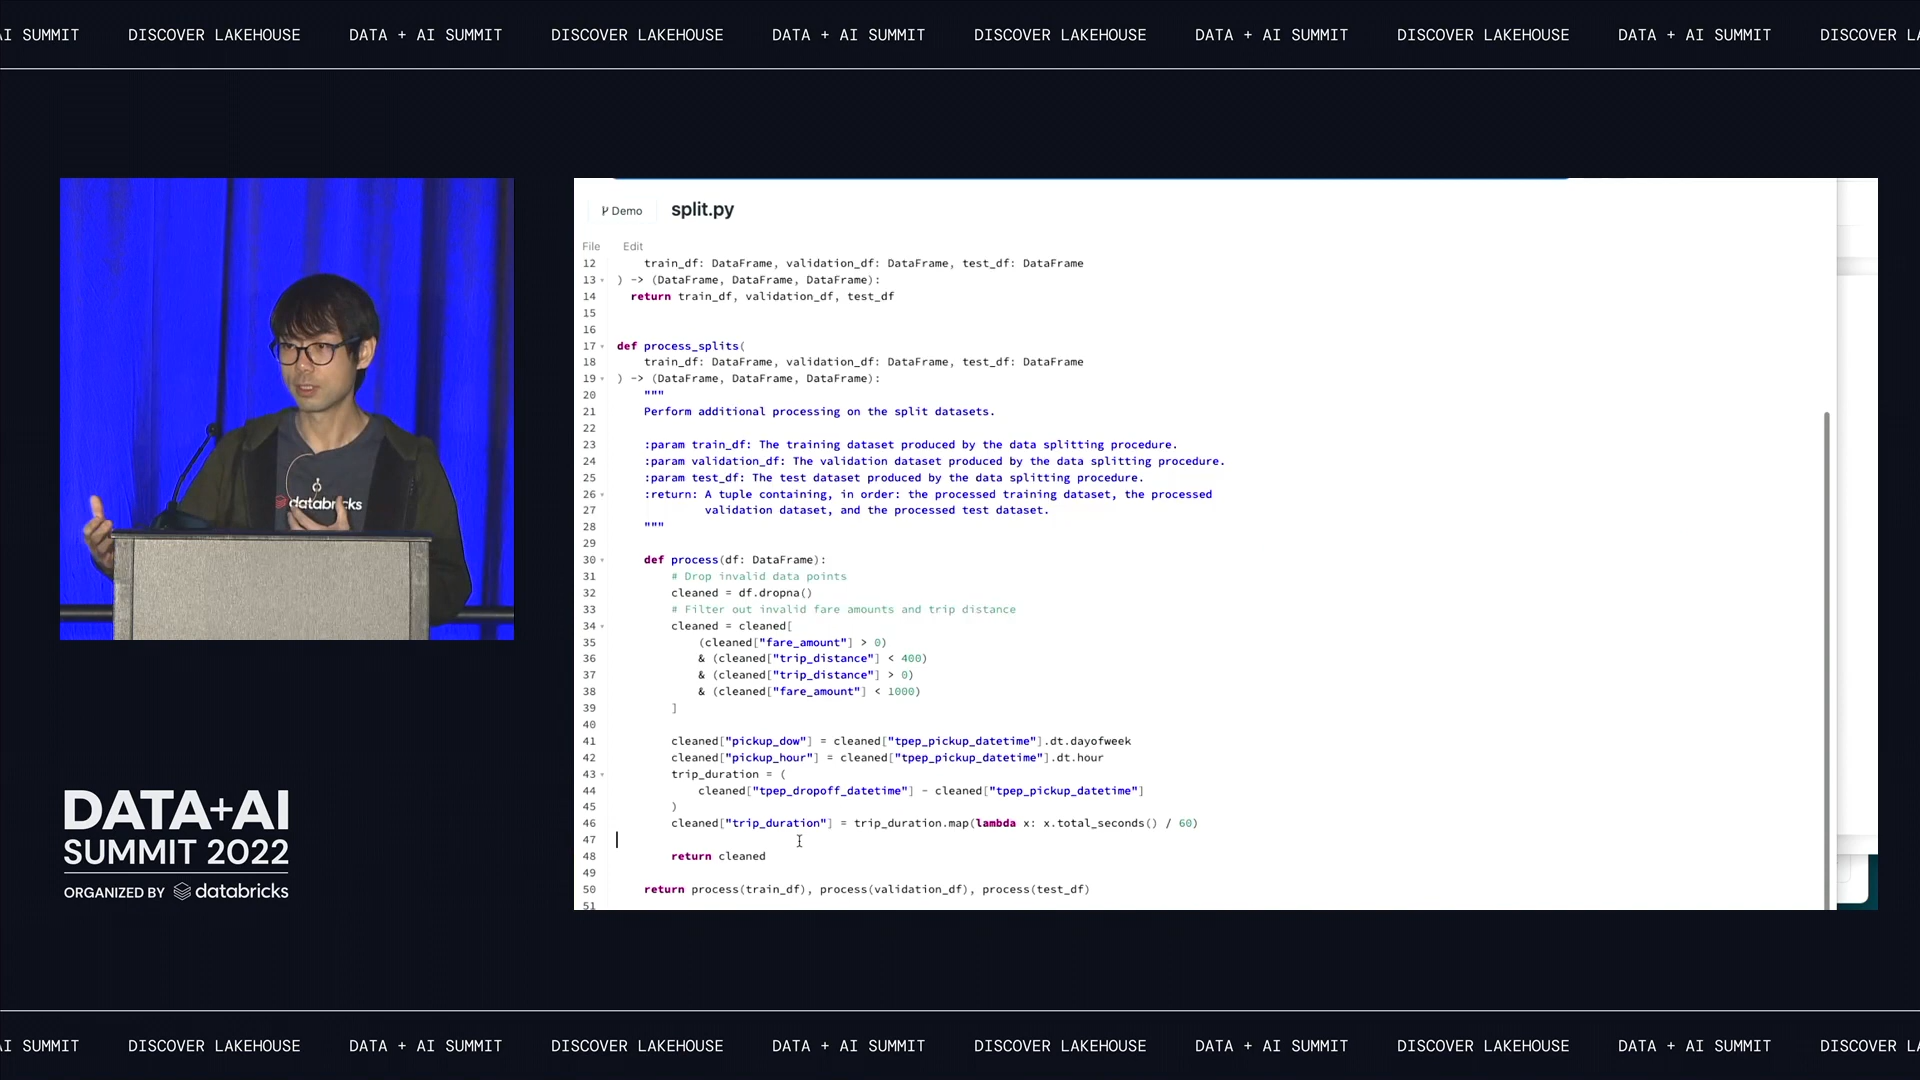 AI SUMMIT DISCOVER LAKEHOUSE DATA + AI SUMMIT DISCOVER LAKEHOUSE DATA + AI SUMMIT DISCOVER LAKEHOUSE DATA + AI SUMMIT DISCOVER LAKEHOUSE DATA + AI SUMMIT DISCOVER
databricks
DATA+AI
SUMMIT 2022
ORGANIZED BY databricks
Demo split.py
File Edit
12     train_df: DataFrame, validation_df: DataFrame, test_df: DataFrame
13 ) -> (DataFrame, DataFrame, DataFrame):
14   return train_df, validation_df, test_df
15
16
17 def process_splits(
18     train_df: DataFrame, validation_df: DataFrame, test_df: DataFrame
19 ) -> (DataFrame, DataFrame, DataFrame):
20     """
21     Perform additional processing on the split datasets.
22
23     :param train_df: The training dataset produced by the data splitting procedure.
24     :param validation_df: The validation dataset produced by the data splitting procedure.
25     :param test_df: The test dataset produced by the data splitting procedure.
26     :return: A tuple containing, in order: the processed training dataset, the processed
27              validation dataset, and the processed test dataset.
28     """
29
30     def process(df: DataFrame):
31         # Drop invalid data points
32         cleaned = df.dropna()
33         # Filter out invalid fare amounts and trip distance
34         cleaned = cleaned[
35             (cleaned["fare_amount"] > 0)
36             & (cleaned["trip_distance"] < 400)
37             & (cleaned["trip_distance"] > 0)
38             & (cleaned["fare_amount"] < 1000)
39         ]
40
41         cleaned["pickup_dow"] = cleaned["tpep_pickup_datetime"].dt.dayofweek
42         cleaned["pickup_hour"] = cleaned["tpep_pickup_datetime"].dt.hour
43         trip_duration = (
44             cleaned["tpep_dropoff_datetime"] - cleaned["tpep_pickup_datetime"]
45         )
46         cleaned["trip_duration"] = trip_duration.map(lambda x: x.total_seconds() / 60)
47
48         return cleaned
49
50     return process(train_df), process(validation_df), process(test_df)
51
AI SUMMIT DISCOVER LAKEHOUSE DATA + AI SUMMIT DISCOVER LAKEHOUSE DATA + AI SUMMIT DISCOVER LAKEHOUSE DATA + AI SUMMIT DISCOVER LAKEHOUSE DATA + AI SUMMIT DISCOVER